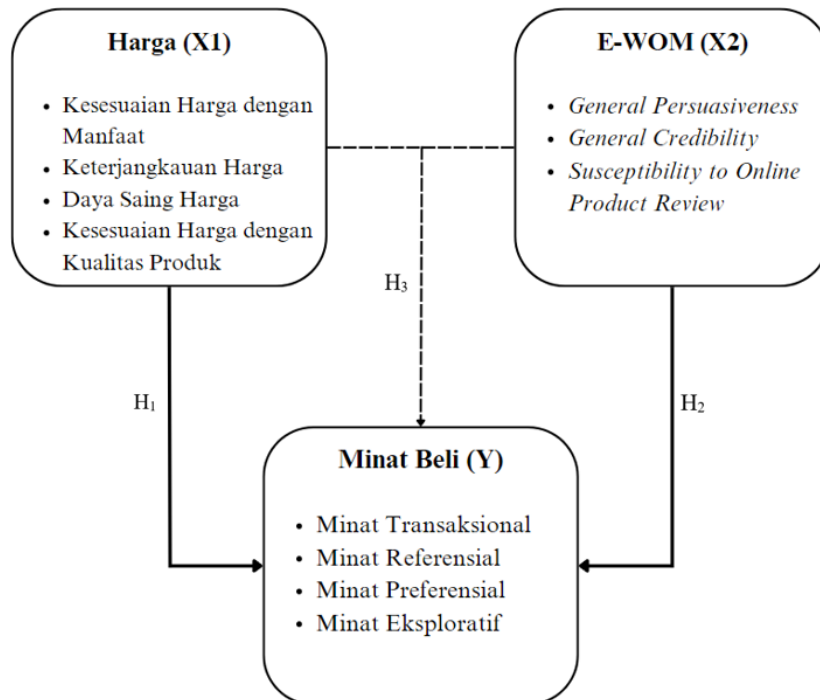 Harga (X1)
• Kesesuaian Harga dengan
Manfaat
• Keterjangkauan Harga
• Daya Saing Harga
• Kesesuaian Harga dengan
Kualitas Produk
E-WOM (X2)
• General Persuasiveness
• General Credibility
• Susceptibility to Online
Product Review
H₃
H₁
H₂
Minat Beli (Y)
• Minat Transaksional
• Minat Referensial
• Minat Preferensial
• Minat Eksploratif